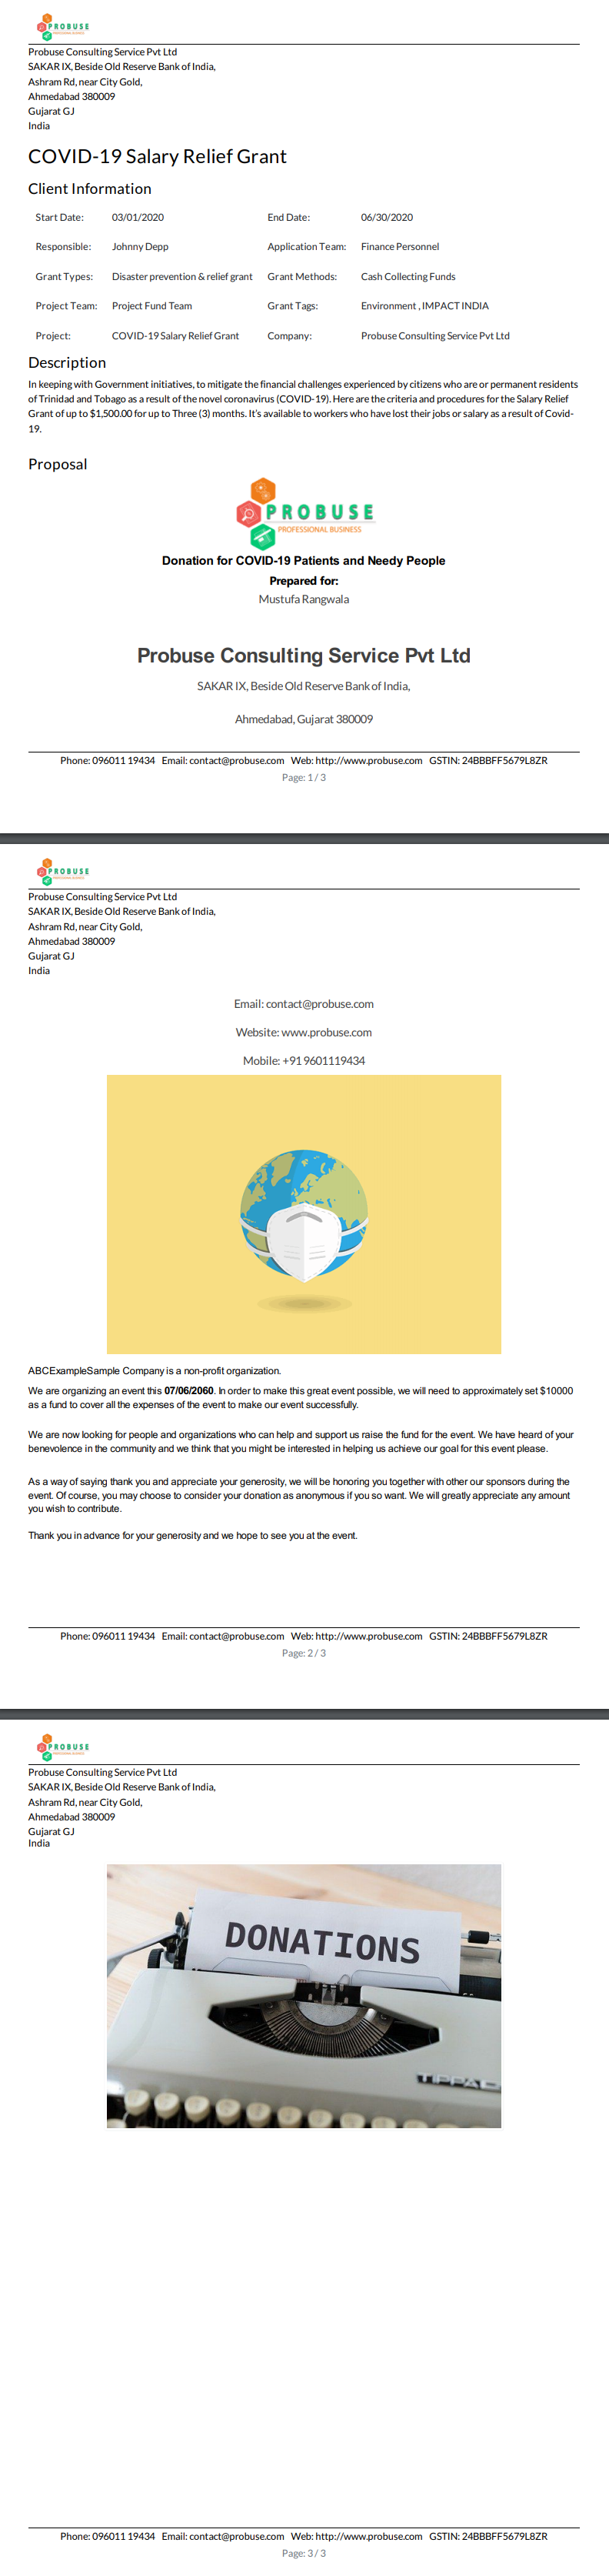 PROBUSE
PROFESSIONAL BUSINESS
Probuse Consulting Service Pvt Ltd
SAKAR IX, Beside Old Reserve Bank of India,
Ashram Rd, near City Gold,
Ahmedabad 380009
Gujarat GJ
India
COVID-19 Salary Relief Grant
Client Information
Start Date: 03/01/2020 End Date: 06/30/2020
Responsible: Johnny Depp Application Team: Finance Personnel
Grant Types: Disaster prevention & relief grant Grant Methods: Cash Collecting Funds
Project Team: Project Fund Team Grant Tags: Environment , IMPACT INDIA
Project: COVID-19 Salary Relief Grant Company: Probuse Consulting Service Pvt Ltd
Description
In keeping with Government initiatives, to mitigate the financial challenges experienced by citizens who are or permanent residents
of Trinidad and Tobago as a result of the novel coronavirus (COVID-19). Here are the criteria and procedures for the Salary Relief
Grant of up to $1,500.00 for up to Three (3) months. It's available to workers who have lost their jobs or salary as a result of Covid-
19.
Proposal
PROBUSE
PROFESSIONAL BUSINESS
Donation for COVID-19 Patients and Needy People
Prepared for:
Mustufa Rangwala
Probuse Consulting Service Pvt Ltd
SAKAR IX, Beside Old Reserve Bank of India,
Ahmedabad, Gujarat 380009
Phone: 096011 19434 Email: contact@probuse.com Web: http://www.probuse.com GSTIN: 24BBBFF5679L8ZR
Page: 1 / 3
PROBUSE
PROFESSIONAL BUSINESS
Probuse Consulting Service Pvt Ltd
SAKAR IX, Beside Old Reserve Bank of India,
Ashram Rd, near City Gold,
Ahmedabad 380009
Gujarat GJ
India
Email: contact@probuse.com
Website: www.probuse.com
Mobile: +91 9601119434
ABCExampleSample Company is a non-profit organization.
We are organizing an event this 07/06/2060. In order to make this great event possible, we will need to approximately set $10000
as a fund to cover all the expenses of the event to make our event successfully.
We are now looking for people and organizations who can help and support us raise the fund for the event. We have heard of your
benevolence in the community and we think that you might be interested in helping us achieve our goal for this event please.
As a way of saying thank you and appreciate your generosity, we will be honoring you together with other our sponsors during the
event. Of course, you may choose to consider your donation as anonymous if you so want. We will greatly appreciate any amount
you wish to contribute.
Thank you in advance for your generosity and we hope to see you at the event.
Phone: 096011 19434 Email: contact@probuse.com Web: http://www.probuse.com GSTIN: 24BBBFF5679L8ZR
Page: 2 / 3
PROBUSE
PROFESSIONAL BUSINESS
Probuse Consulting Service Pvt Ltd
SAKAR IX, Beside Old Reserve Bank of India,
Ashram Rd, near City Gold,
Ahmedabad 380009
Gujarat GJ
India
DONATIONS
Phone: 096011 19434 Email: contact@probuse.com Web: http://www.probuse.com GSTIN: 24BBBFF5679L8ZR
Page: 3 / 3